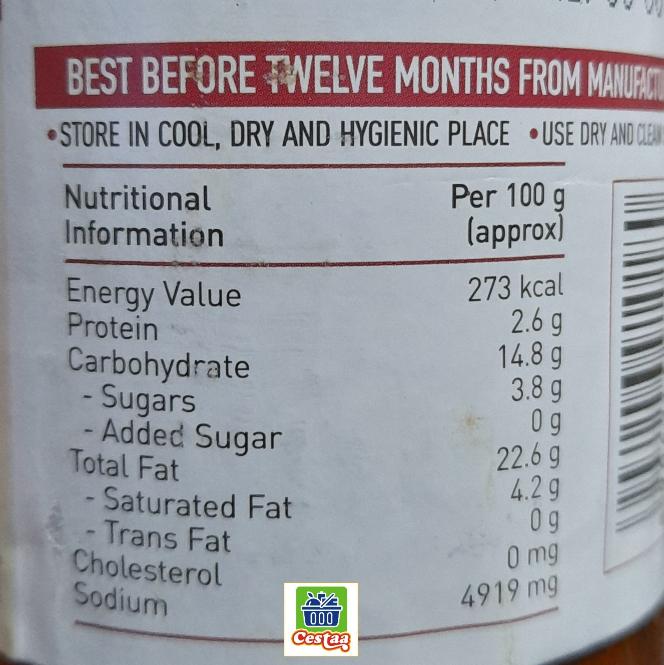 BEST BEFORE TWELVE MONTHS FROM
•STORE IN COOL, DRY AND HYGIENIC PLACE •USE DRY AND
Nutritional Information Per 100 g (approx)
Energy Value 273 kcal
Protein 2.6 g
Carbohydrate 14.8 g
- Sugars 3.8 g
- Added Sugar 0 g
Total Fat 22.6 g
- Saturated Fat 4.2 g
- Trans Fat 0 g
Cholesterol 0 mg
Sodium 4919 mg
Cestaa